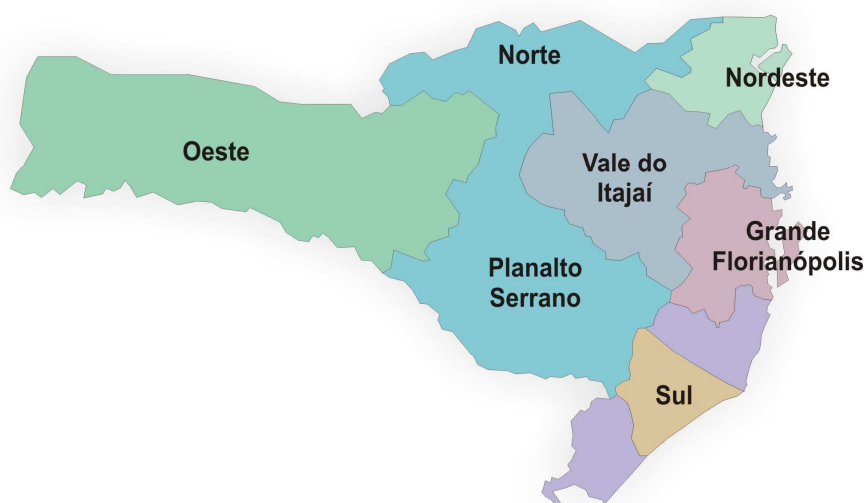 Norte
Nordeste
Oeste
Vale do
Itajaí
Grande
Florianópolis
Planalto
Serrano
Sul